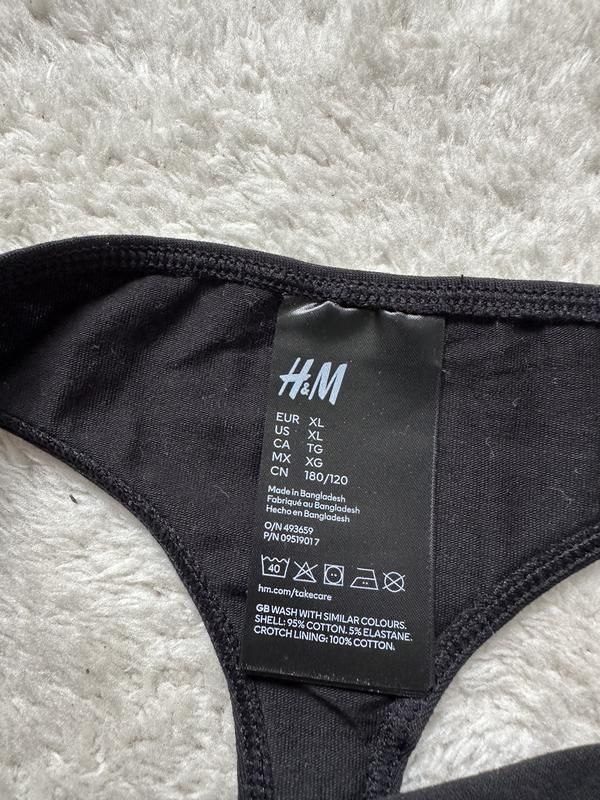 H&M
EUR XL
US XL
CA TG
MX XG
CN 180/120
Made in Bangladesh
Fabriqué au Bangladesh
Hecho en Bangladesh
O/N 493659
P/N 0951901 7
40
hm.com/takecare
GB WASH WITH SIMILAR COLOURS.
SHELL: 95% COTTON. 5% ELASTANE.
CROTCH LINING: 100% COTTON.